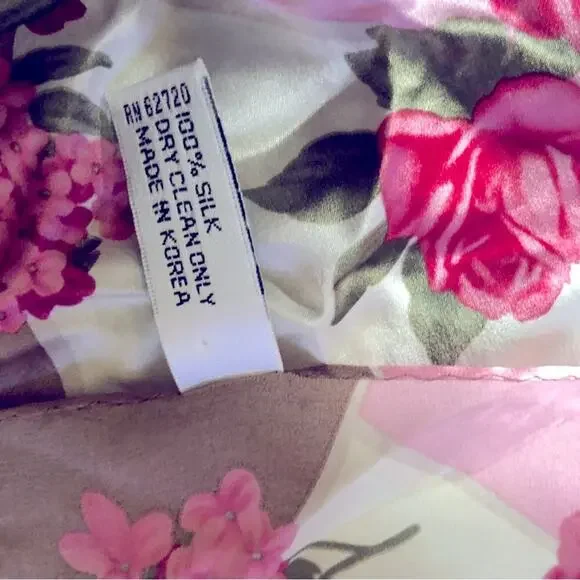 RN 62720
100% SILK
DRY CLEAN ONLY
MADE IN KOREA